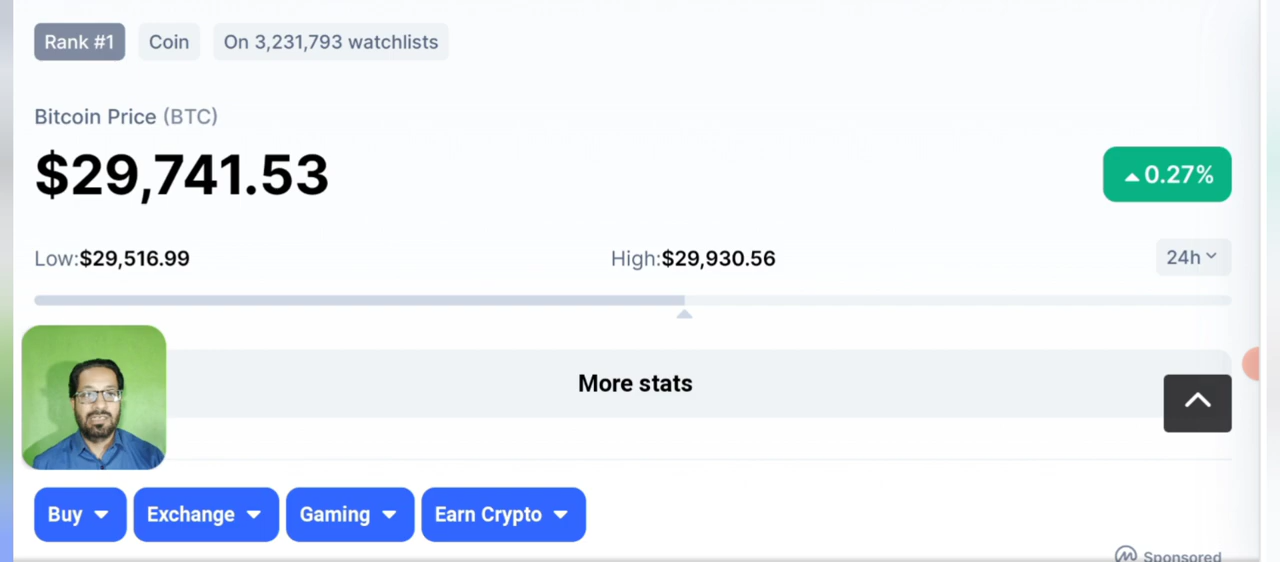 Rank #1 Coin On 3,231,793 watchlists
Bitcoin Price (BTC)
$29,741.53 0.27%
Low:$29,516.99 High:$29,930.56 24h
More stats
Buy Exchange Gaming Earn Crypto
Sponsored